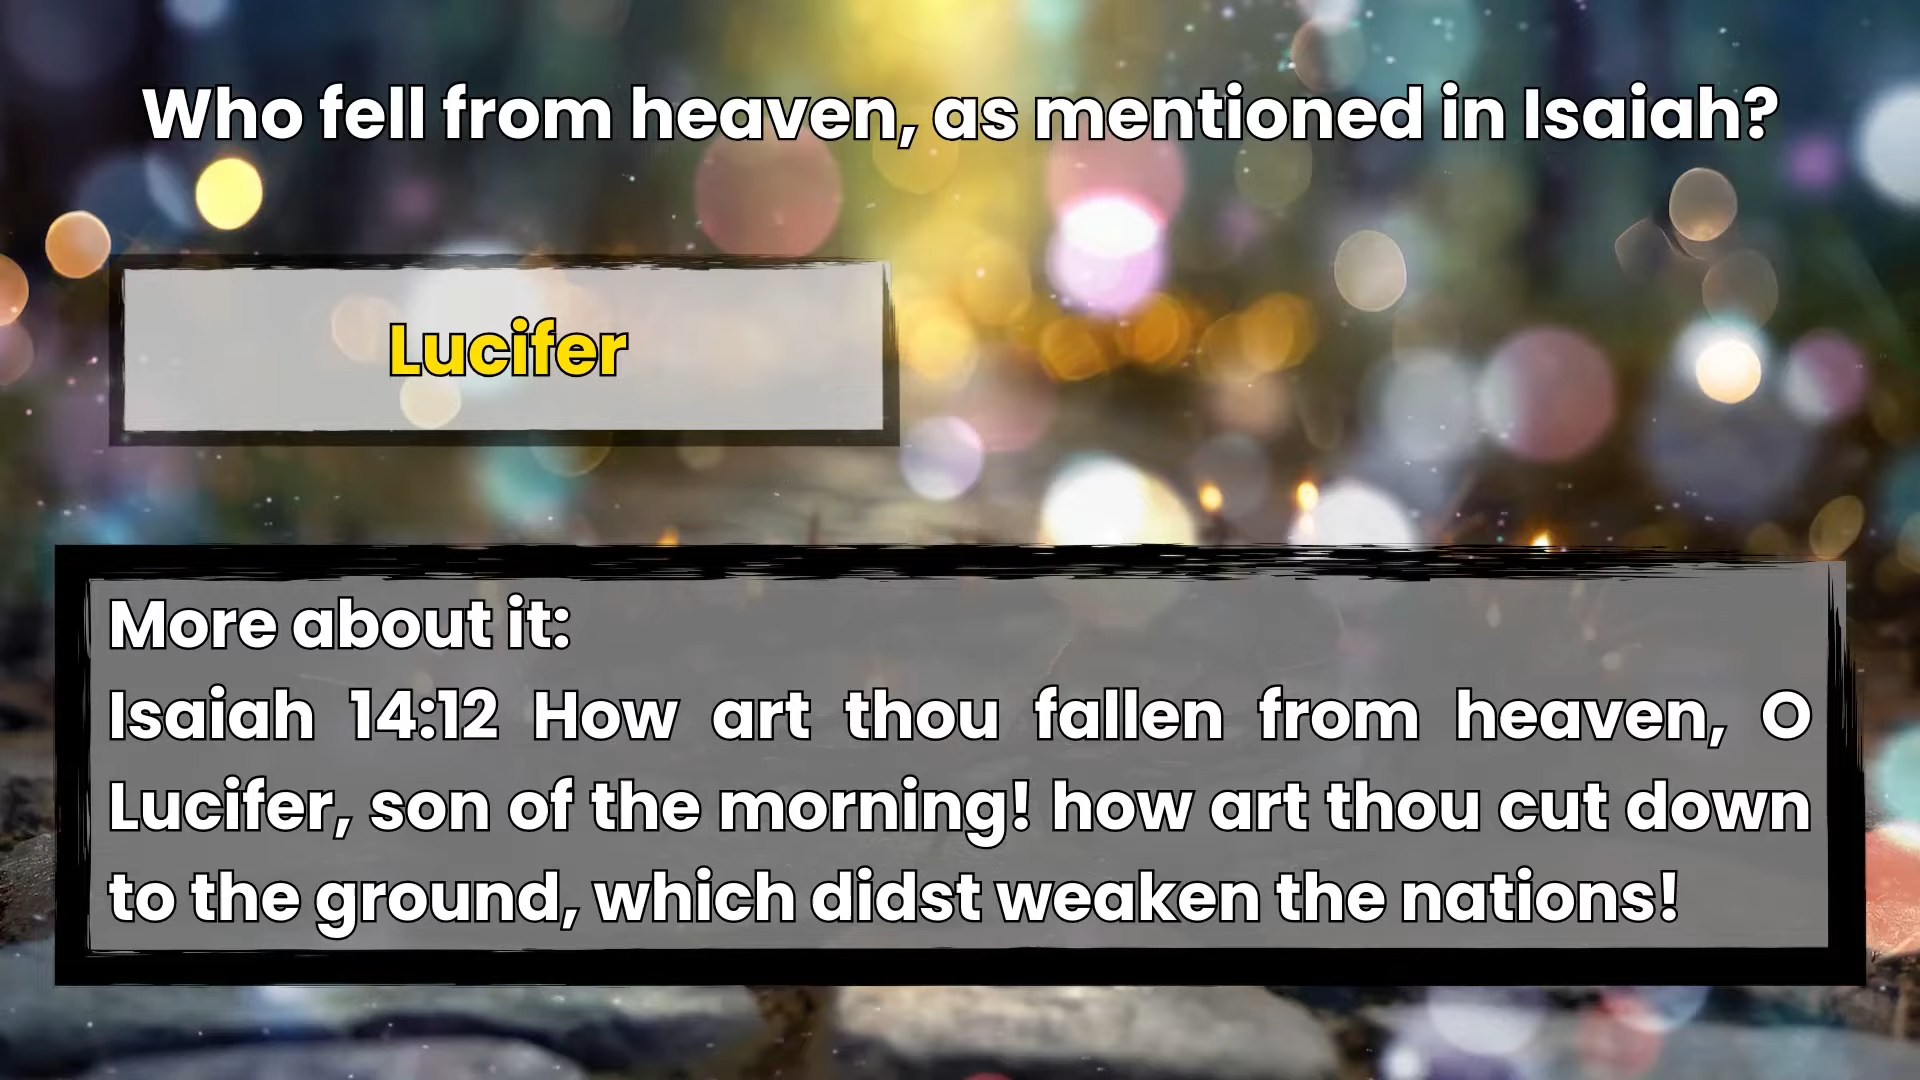 Who fell from heaven, as mentioned in Isaiah?
Lucifer
More about it:
Isaiah 14:12 How art thou fallen from heaven, O
Lucifer, son of the morning! how art thou cut down
to the ground, which didst weaken the nations!